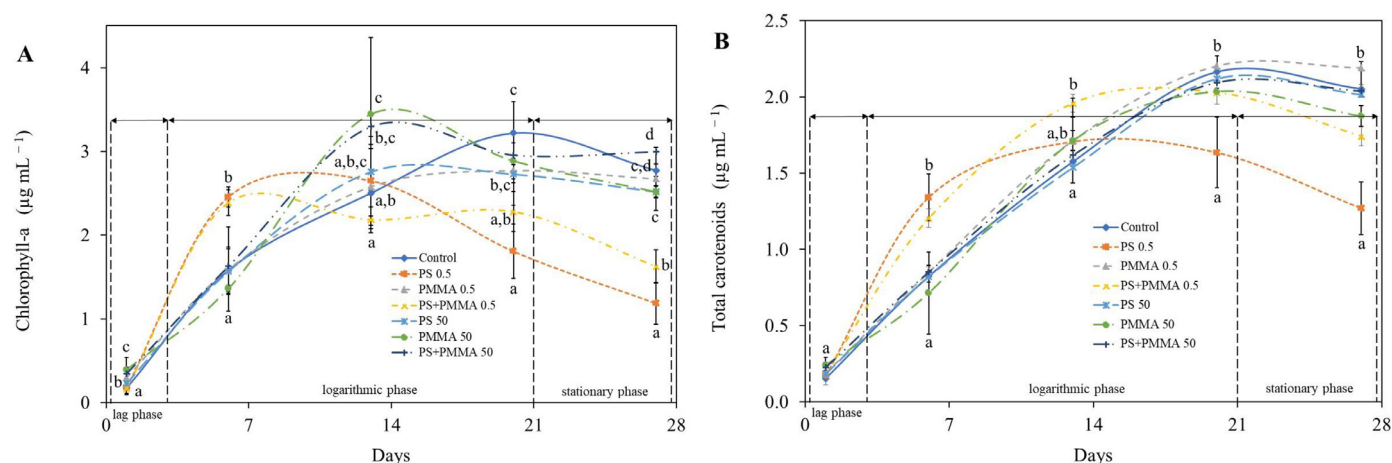 A
Chlorophyll-a (µg mL −1)
4
3
2
1
0
c
b
a
b
a
c
b,c
a,b,c
a,b
a
c
b,c
a,b
a
d
c,d
c
b
a
Control
PS 0.5
PMMA 0.5
PS+PMMA 0.5
PS 50
PMMA 50
PS+PMMA 50
lag phase
logarithmic phase
stationary phase
0 7 14 21 28
Days
B
Total carotenoids (µg mL −1)
2.5
2.0
1.5
1.0
0.5
0.0
a
b
a
b
a,b
a
b
a
b
a
Control
PS 0.5
PMMA 0.5
PS+PMMA 0.5
PS 50
PMMA 50
PS+PMMA 50
lag phase
logarithmic phase
stationary phase
0 7 14 21 28
Days